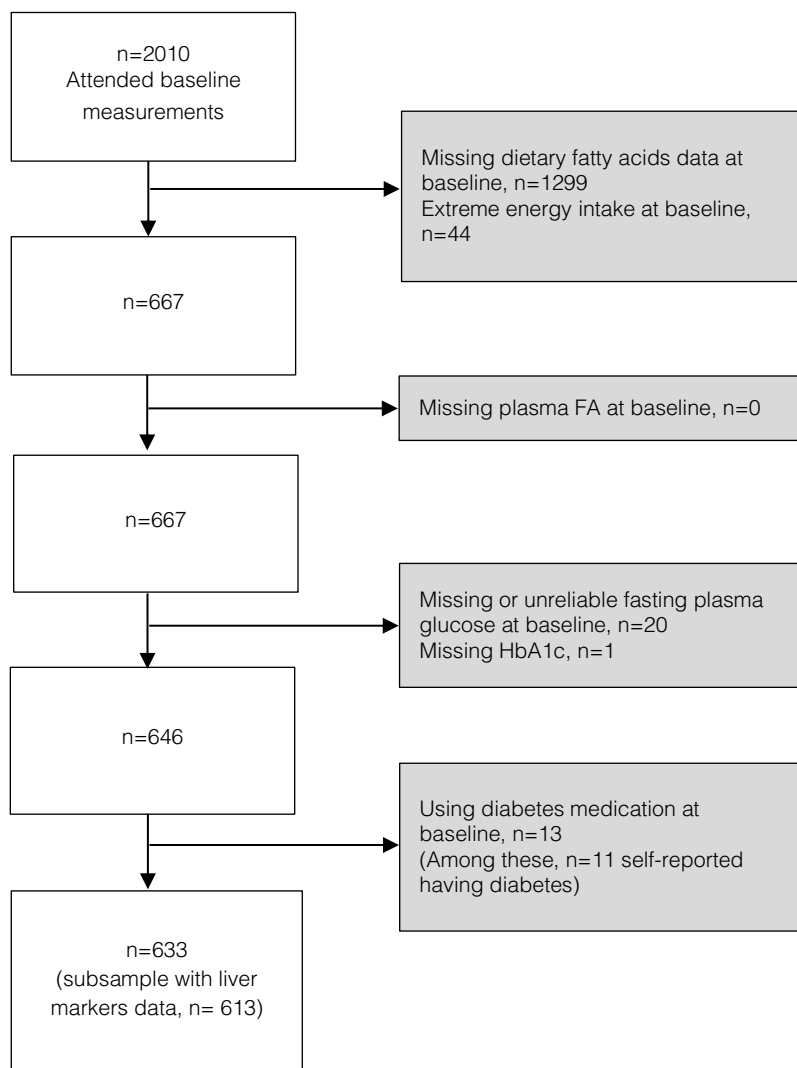 n=2010
Attended baseline
measurements
Missing dietary fatty acids data at
baseline, n=1299
Extreme energy intake at baseline,
n=44
n=667
Missing plasma FA at baseline, n=0
n=667
Missing or unreliable fasting plasma
glucose at baseline, n=20
Missing HbA1c, n=1
n=646
Using diabetes medication at
baseline, n=13
(Among these, n=11 self-reported
having diabetes)
n=633
(subsample with liver
markers data, n= 613)